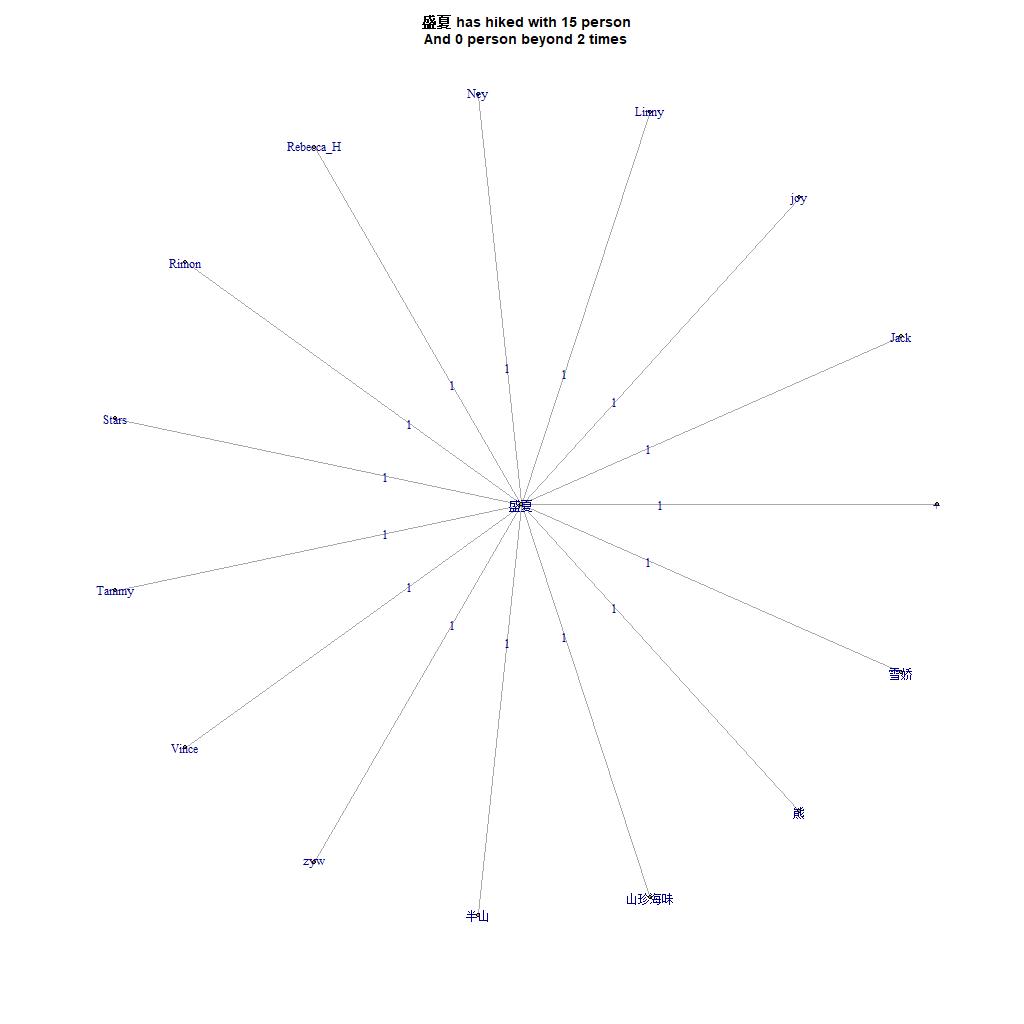 盛夏 has hiked with 15 person
And 0 person beyond 2 times
Ney
Linny
Rebecca_H
joy
Rimon
Jack
1
1
1
1
Stars
1
1
1
1
盛夏
1
1
1
Tammy
1
1
1
1
雪娇
1
Vince
熊
zyw
山珍海味
半山